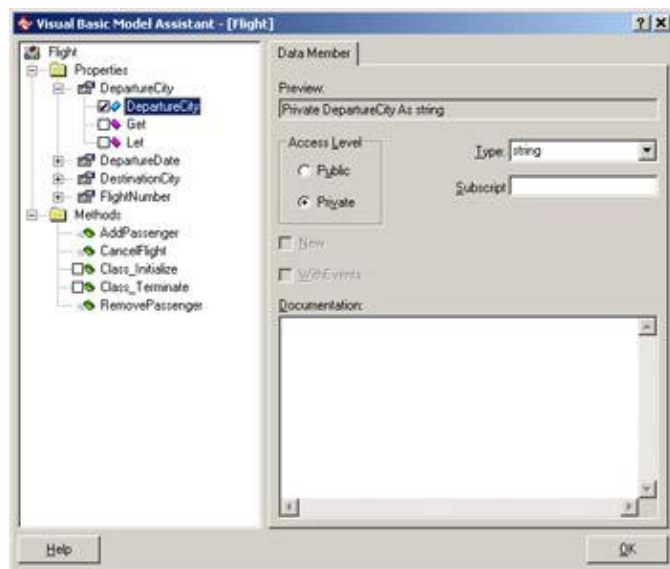 Visual Basic Model Assistant - [Flight]
Flight
Properties
DepartureCity
DepartureCity
Get
Let
DepartureDate
DestinationCity
FlightNumber
Methods
AddPassenger
CancelFlight
Class_Initialize
Class_Terminate
RemovePassenger
Data Member
Preview:
Private DepartureCity As string
Access Level
Public
Private
Type: string
Subscript
New
WithEvents
Documentation:
Help
OK